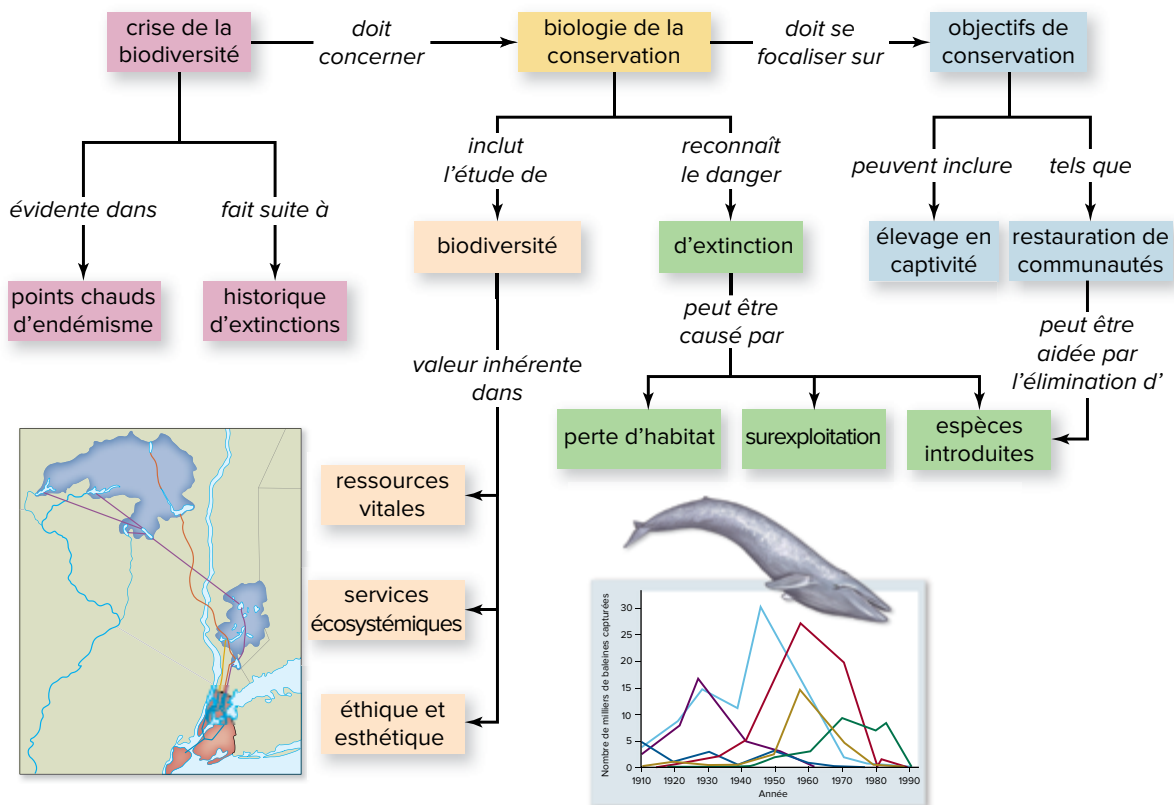 crise de la
biodiversité
doit
concerner
biologie de la
conservation
doit se
focaliser sur
objectifs de
conservation
évidente dans
fait suite à
inclut
l'étude de
reconnaît
le danger
peuvent inclure
tels que
points chauds
d'endémisme
historique
d'extinctions
biodiversité
d'extinction
élevage en
captivité
restauration de
communautés
valeur inhérente
dans
peut être
causé par
peut être
aidée par
l'élimination d'
perte d'habitat
surexploitation
espèces
introduites
ressources
vitales
services
écosystémiques
éthique et
esthétique
Nombre de milliers de baleines capturées
30
25
20
15
10
5
0
1910 1920 1930 1940 1950 1960 1970 1980 1990
Année